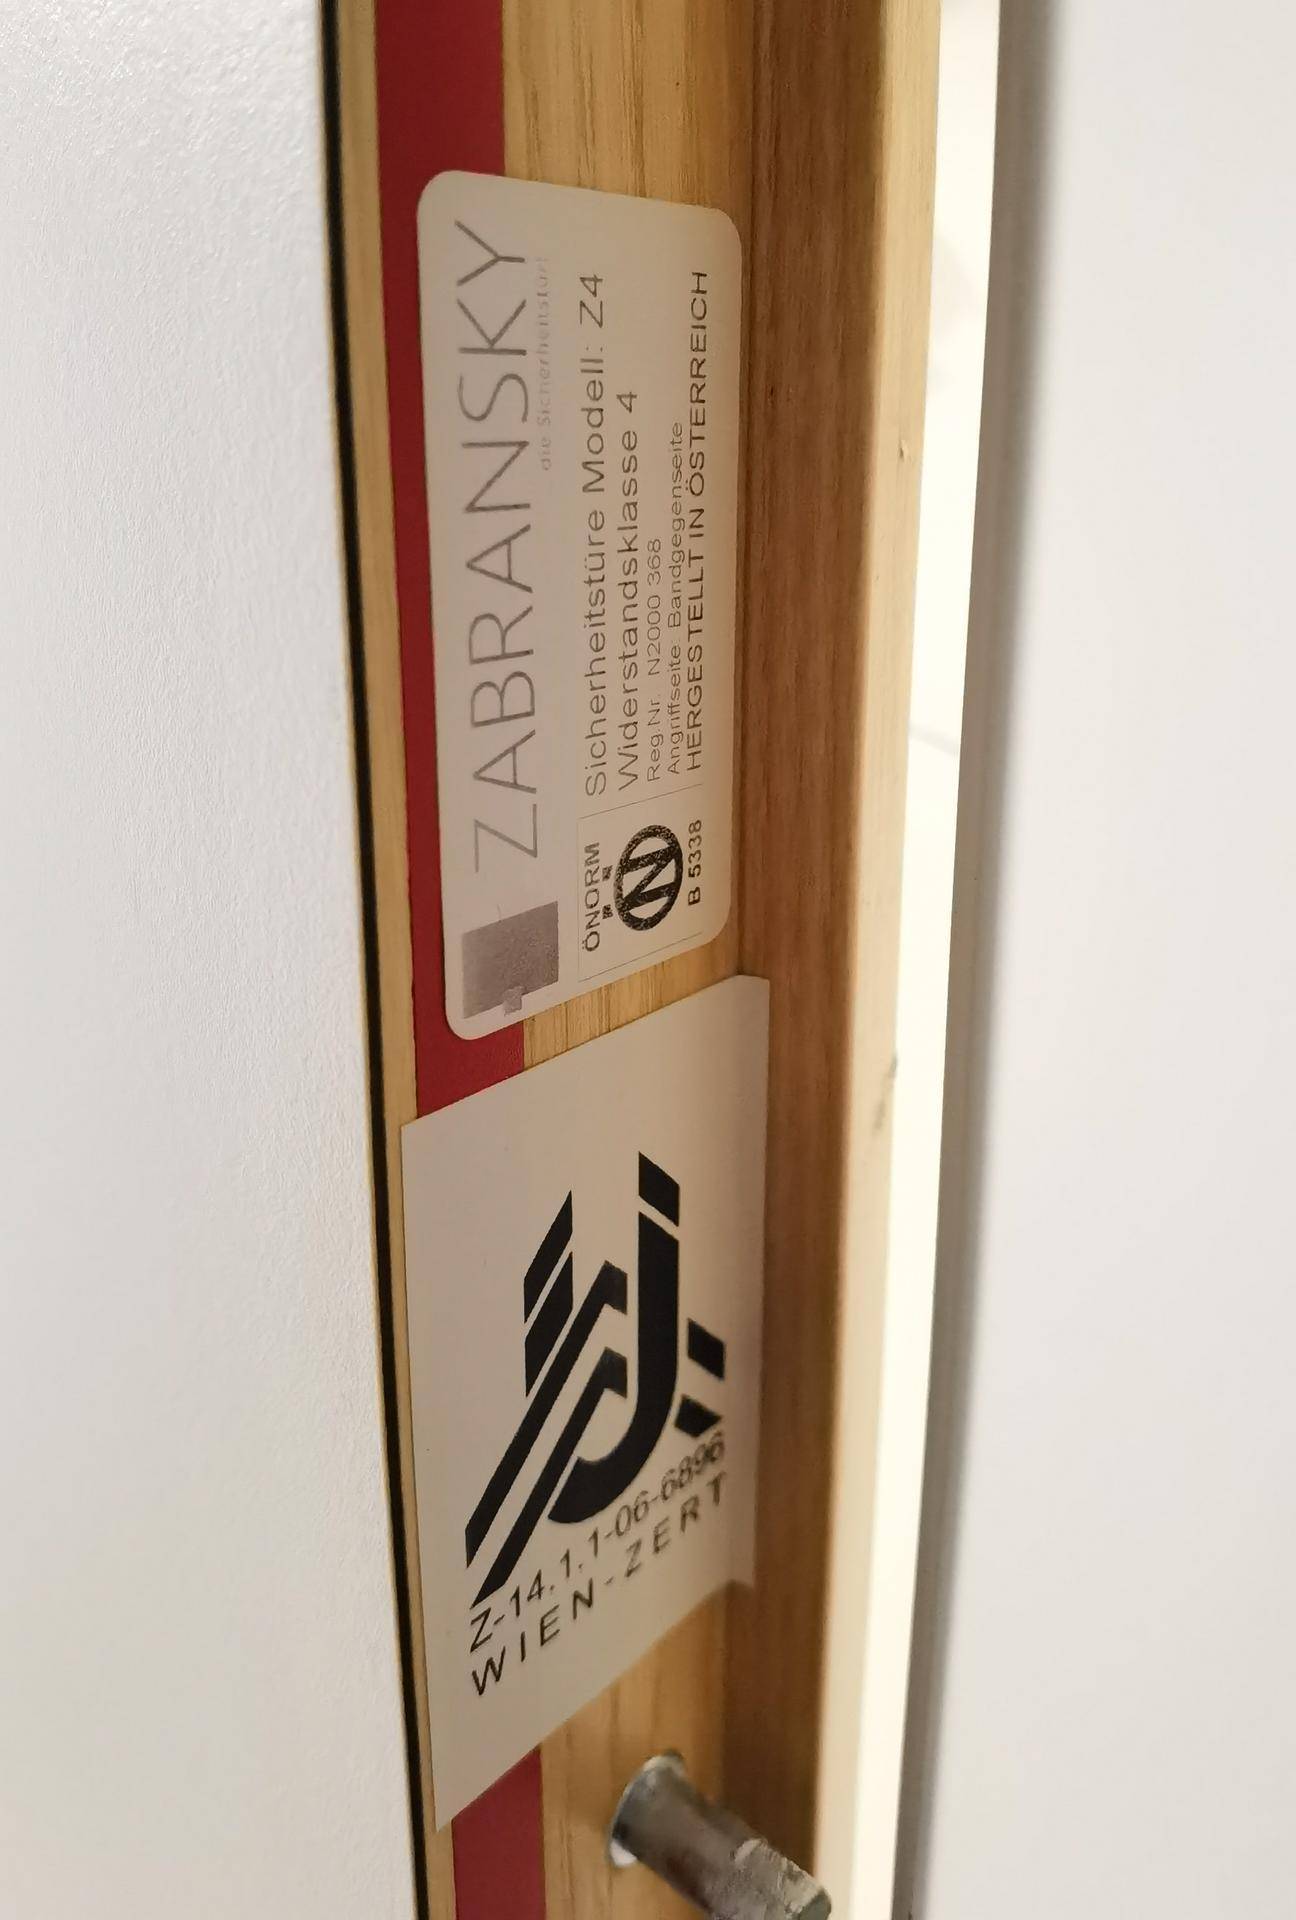 ZABRANSKY
die Sicherheitstür!
Sicherheitstüre Modell: Z4
Widerstandsklasse 4
Reg.Nr. N2000 368
Angriffseite: Bandgegenseite
HERGESTELLT IN ÖSTERREICH
ÖNORM
N
B 5338
Z-14.1.1-06-6896
WIEN-ZERT